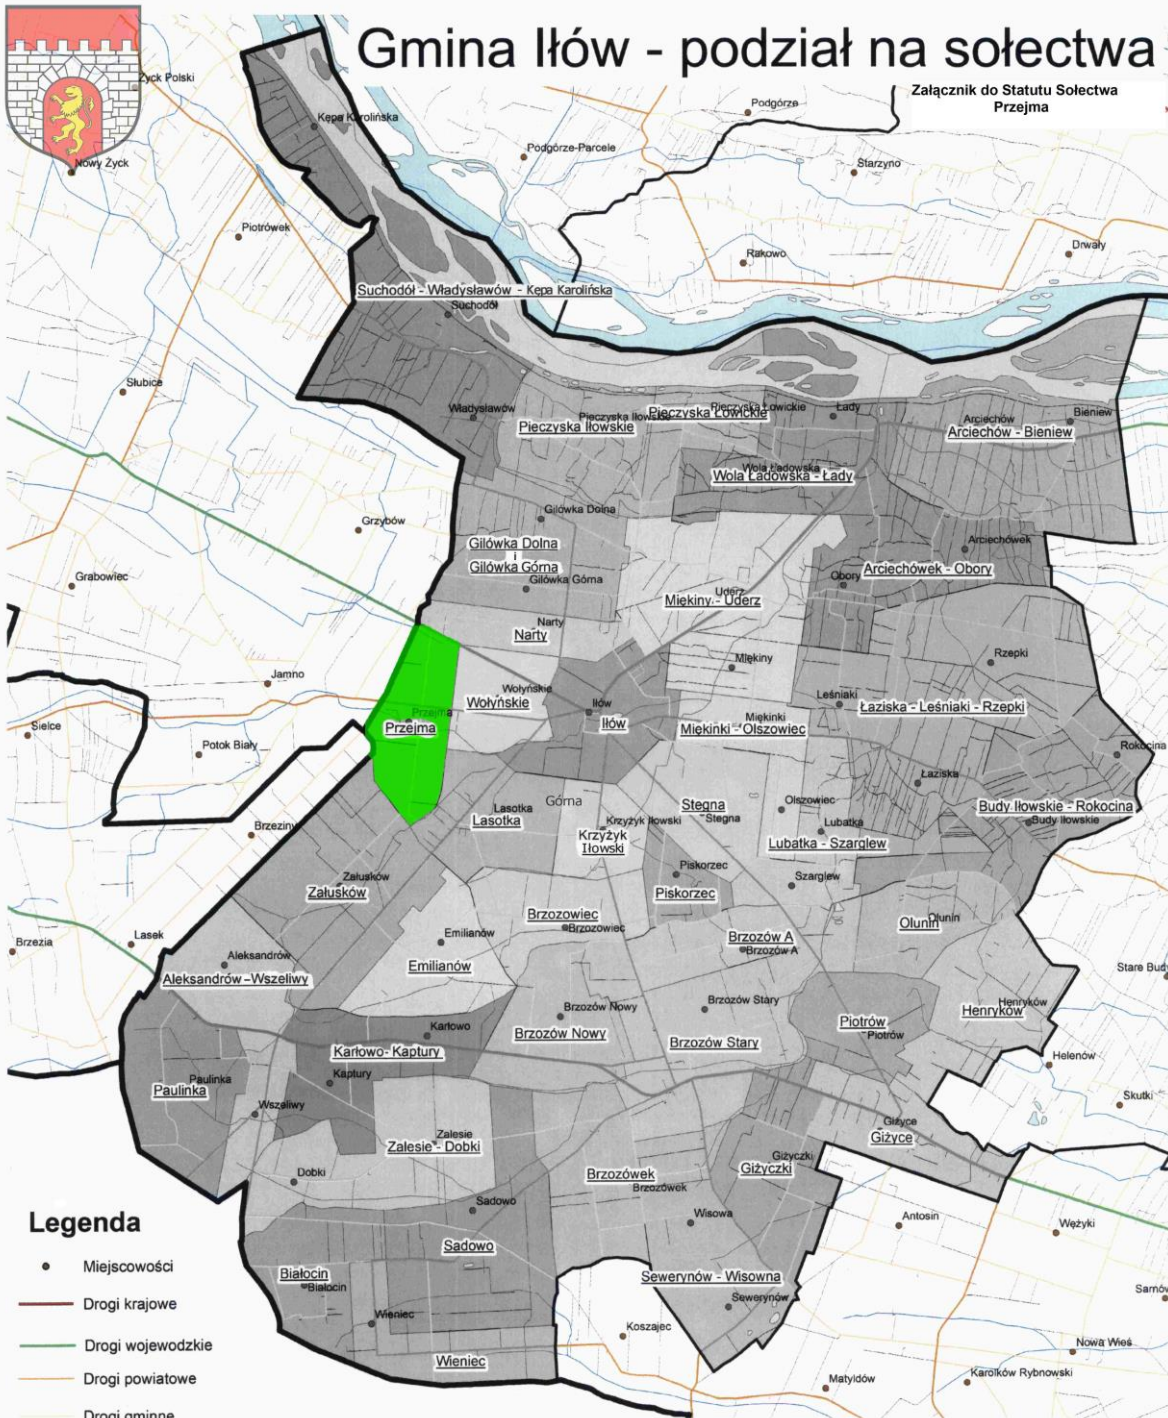 Gmina Iłów - podział na sołectwa
Załącznik do Statutu Sołectwa
Przejma
Życk Polski
Nowy Życk
Kępa Karolińska
Podgórze
Podgórze-Parcele
Starzyno
Piotrówek
Rakowo
Drwały
Suchodół - Władysławów - Kępa Karolińska
Suchodół
Słubice
Władysławów
Pieczyska Iłowskie
Pieczyska Iłowskie
Pieczyska Łowickie
Pieczyska Łowickie
Łady
Arciechów
Bieniew
Arciechów - Bieniew
Wola Ładowska
Wola Ładowska - Łady
Gilówka Dolna
Grzybów
Gilówka Dolna
i
Gilówka Górna
Gilówka Górna
Arciechówek
Arciechówek - Obory
Obory
Grabowiec
Uderz
Miękiny - Uderz
Narty
Narty
Miękiny
Rzepki
Jamno
Wołyńskie
Wołyńskie
Leśniaki
Łaziska - Leśniaki - Rzepki
Iłów
Iłów
Przejma
Przejma
Miękinki
Miękinki - Olszowiec
Sielce
Potok Biały
Rokocina
Łaziska
Górna
Lasotka
Lasotka
Stegna
Stegna
Olszowiec
Budy Iłowskie - Rokocina
Budy Iłowskie
Brzeziny
Krzyżyk Iłowski
Krzyżyk
Iłowski
Lubatka
Lubatka - Szarglew
Załusków
Załusków
Piskorzec
Piskorzec
Szarglew
Brzozowiec
Brzozowiec
Olunin
Olunin
Brzezia
Lasek
Emilianów
Emilianów
Brzozów A
Brzozów A
Aleksandrów
Aleksandrów - Wszeliwy
Stare Budy
Brzozów Nowy
Brzozów Nowy
Brzozów Stary
Brzozów Stary
Henryków
Henryków
Piotrów
Piotrów
Karłowo
Karłowo- Kaptury
Kaptury
Helenów
Paulinka
Paulinka
Wszeliwy
Skutki
Giżyce
Giżyce
Zalesie
Zalesie - Dobki
Dobki
Giżyczki
Giżyczki
Brzozówek
Brzozówek
Sadowo
Sadowo
Wisowa
Antosin
Wężyki
Białocin
Białocin
Sewerynów - Wisowna
Sewerynów
Wieniec
Wieniec
Koszajec
Nowa Wieś
Matyldów
Karolków Rybnowski
Legenda
Miejscowości
Drogi krajowe
Drogi wojewodzkie
Drogi powiatowe
Drogi gminne